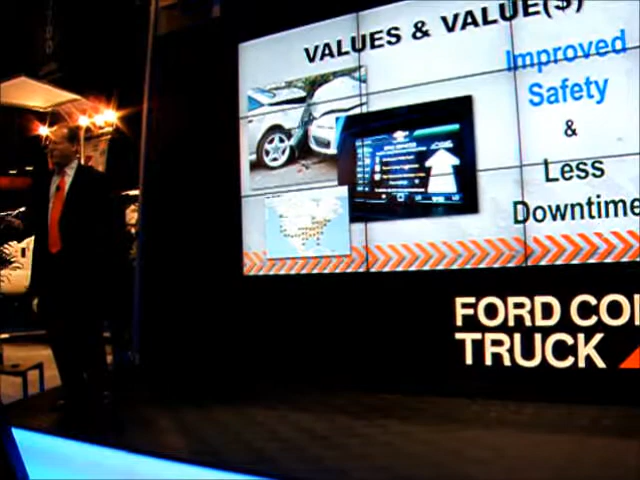 VALUES & VALUE($)
Improved
Safety
&
Less
Downtime
FORD CO
TRUCK